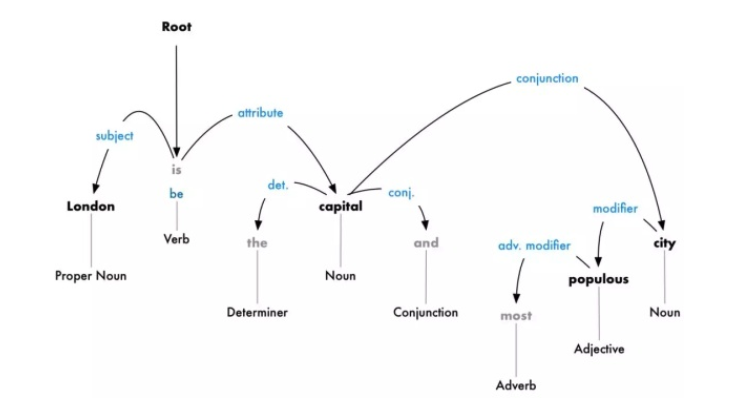 Root
conjunction
attribute
subject
is
be
det.
conj.
London
capital
modifier
Verb
the
and
adv. modifier
city
Proper Noun
Noun
populous
Determiner
Conjunction
most
Noun
Adjective
Adverb